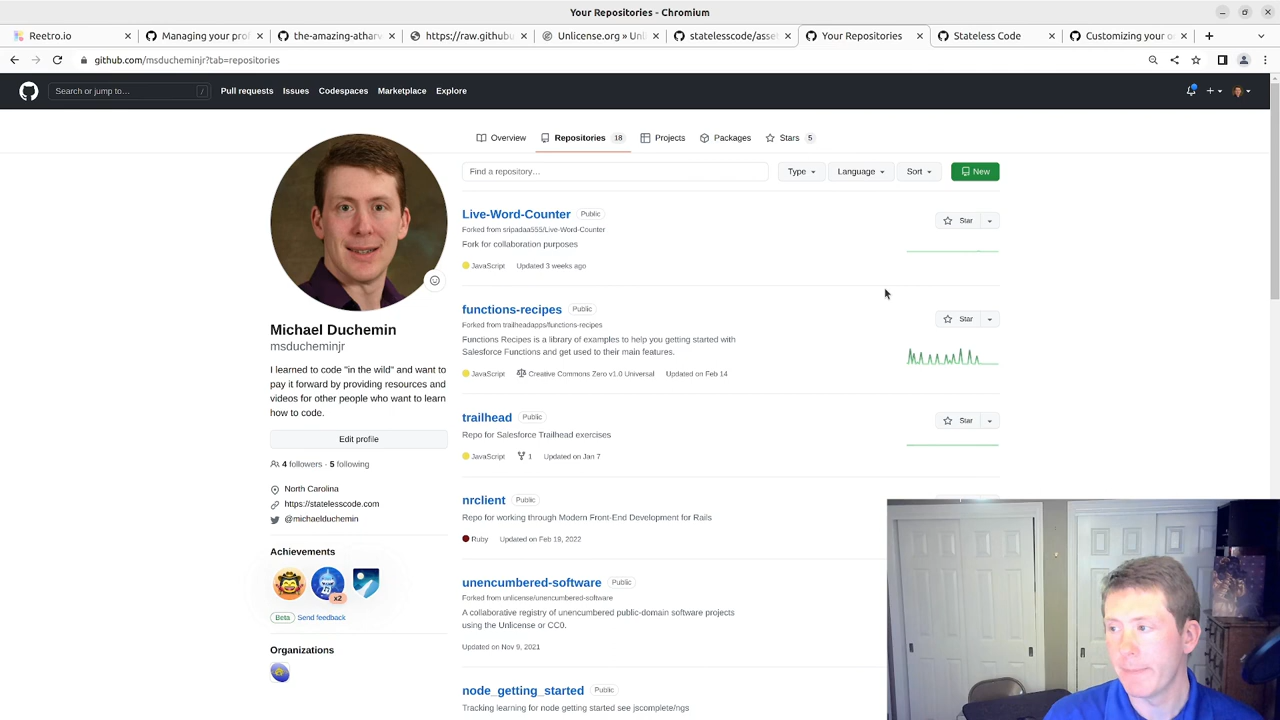 Your Repositories - Chromium
Reetro.io
Managing your pro
the-amazing-athar
https://raw.githubu
Unlicense.org » Unl
statelesscode/asse
Your Repositories
Stateless Code
Customizing your o
github.com/msducheminjr?tab=repositories
Search or jump to… /
Pull requests
Issues
Codespaces
Marketplace
Explore
Overview
Repositories 18
Projects
Packages
Stars 5
Find a repository…
Type
Language
Sort
New
Live-Word-Counter Public
Star
Forked from sripadaa555/Live-Word-Counter
Fork for collaboration purposes
JavaScript Updated 3 weeks ago
functions-recipes Public
Star
Forked from trailheadapps/functions-recipes
Functions Recipes is a library of examples to help you getting started with
Salesforce Functions and get used to their main features.
JavaScript Creative Commons Zero v1.0 Universal Updated on Feb 14
trailhead Public
Star
Repo for Salesforce Trailhead exercises
JavaScript 1 Updated on Jan 7
nrclient Public
Repo for working through Modern Front-End Development for Rails
Ruby Updated on Feb 19, 2022
unencumbered-software Public
Forked from unlicense/unencumbered-software
A collaborative registry of unencumbered public-domain software projects
using the Unlicense or CC0.
Updated on Nov 9, 2021
node_getting_started Public
Tracking learning for node getting started see jscomplete/ngs
Michael Duchemin
msducheminjr
I learned to code "in the wild" and want to
pay it forward by providing resources and
videos for other people who want to learn
how to code.
Edit profile
4 followers · 5 following
North Carolina
https://statelesscode.com
@michaelduchemin
Achievements
x2
Beta Send feedback
Organizations